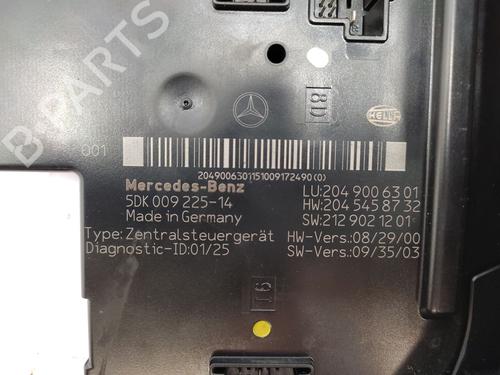 B-PARTS
8D
HELLA
001
2049006301151009172490(0)
Mercedes-Benz
5DK 009 225-14
Made in Germany
Type:Zentralsteuergerät
Diagnostic-ID:01/25
LU:204 900 63 01
HW:204 545 87 32
SW:212 902 12 01
HW-Vers.:08/29/00
SW-Vers.:09/35/03
16